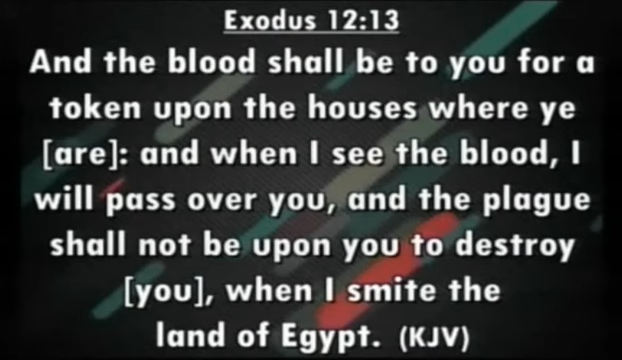 Exodus 12:13
And the blood shall be to you for a
token upon the houses where ye
[are]: and when I see the blood, I
will pass over you, and the plague
shall not be upon you to destroy
[you], when I smite the
land of Egypt. (KJV)